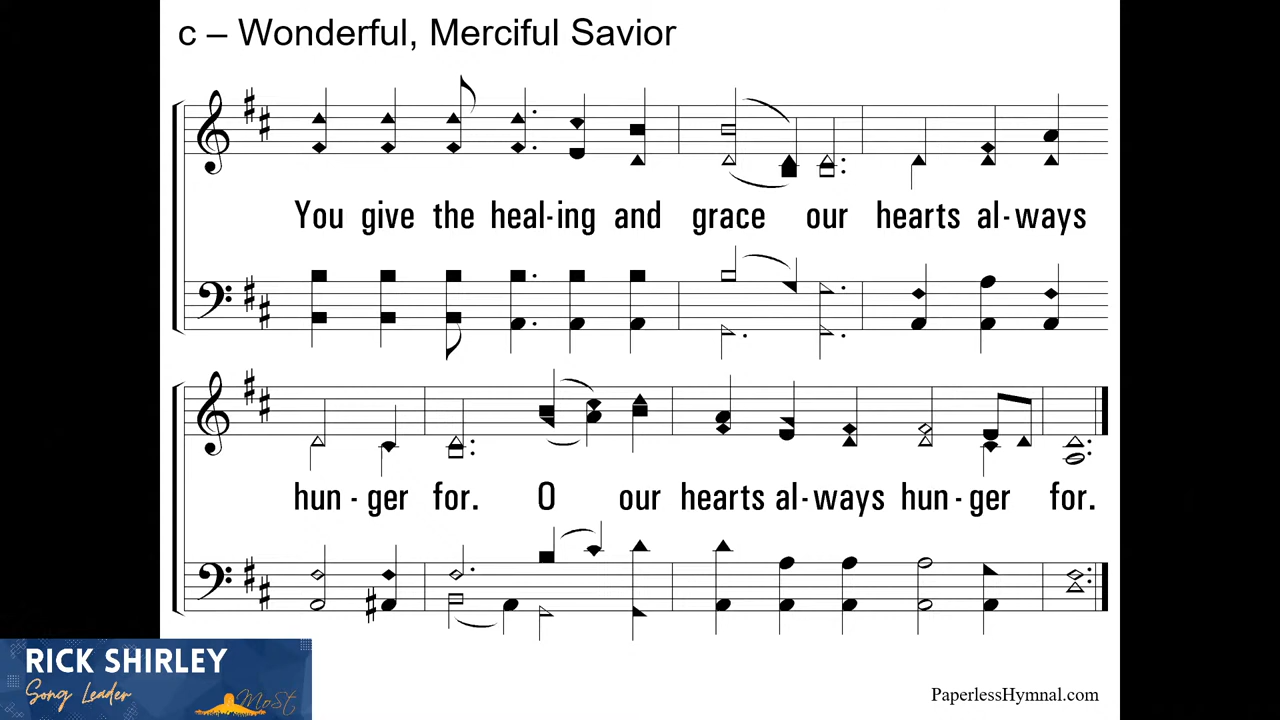 c – Wonderful, Merciful Savior
You give the heal-ing and grace our hearts al-ways
hun - ger for. O our hearts al-ways hun - ger for.
RICK SHIRLEY
Song Leader
MoSt
PaperlessHymnal.com